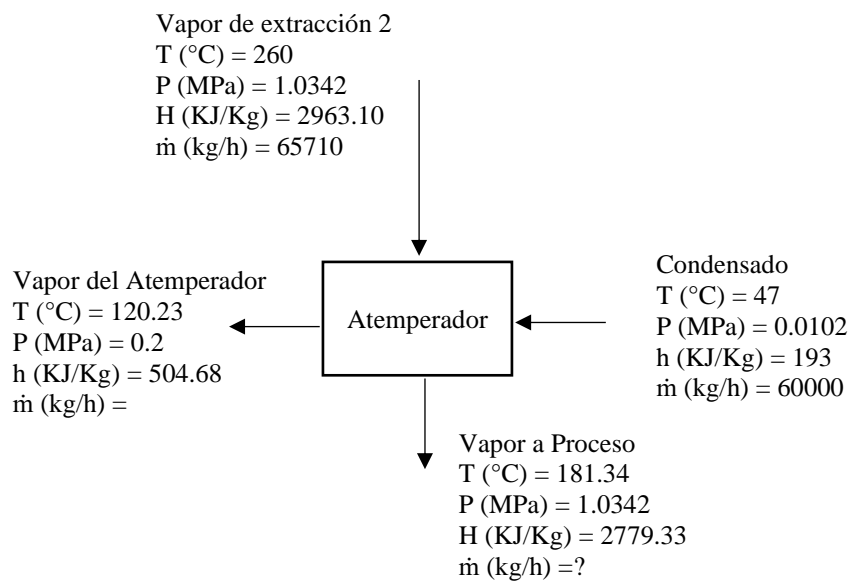 Vapor de extracción 2
T (°C) = 260
P (MPa) = 1.0342
H (KJ/Kg) = 2963.10
ṁ (kg/h) = 65710
Vapor del Atemperador
T (°C) = 120.23
P (MPa) = 0.2
h (KJ/Kg) = 504.68
ṁ (kg/h) =
Atemperador
Condensado
T (°C) = 47
P (MPa) = 0.0102
h (KJ/Kg) = 193
ṁ (kg/h) = 60000
Vapor a Proceso
T (°C) = 181.34
P (MPa) = 1.0342
H (KJ/Kg) = 2779.33
ṁ (kg/h) =?